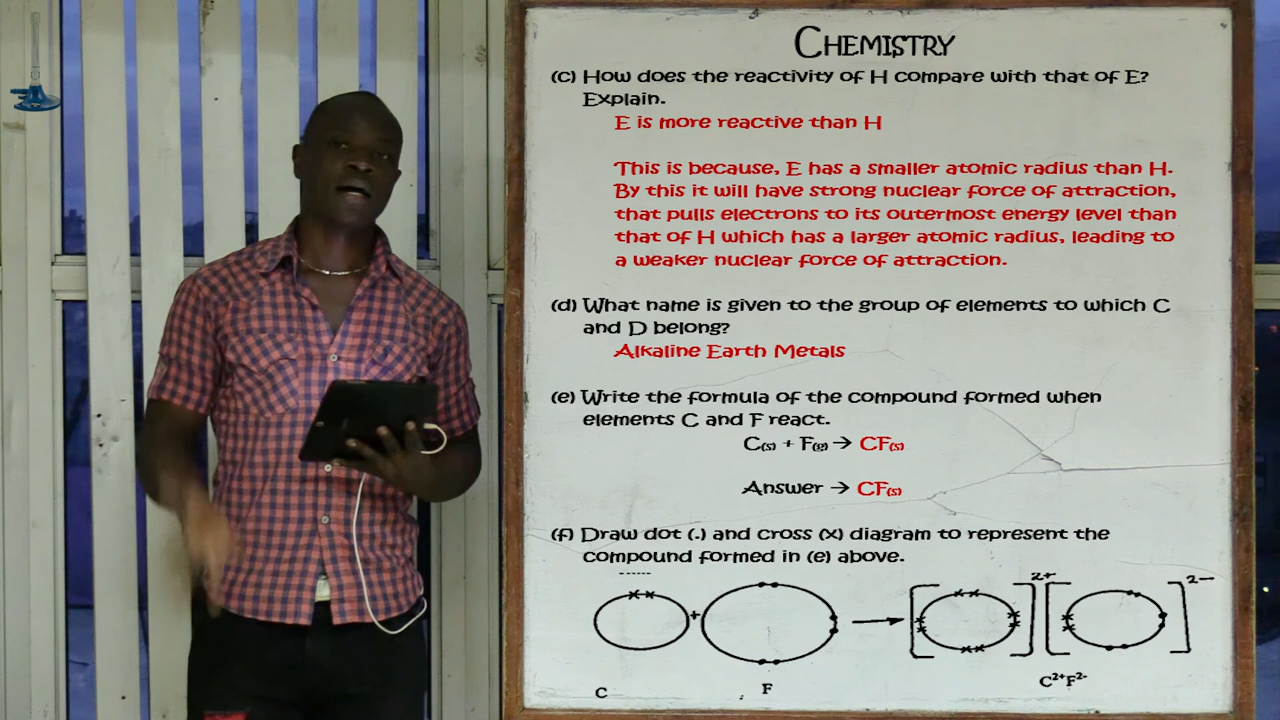 CHEMISTRY
(c) How does the reactivity of H compare with that of E?
Explain.
E is more reactive than H
This is because, E has a smaller atomic radius than H.
By this it will have strong nuclear force of attraction,
that pulls electrons to its outermost energy level than
that of H which has a larger atomic radius, leading to
a weaker nuclear force of attraction.
(d) What name is given to the group of elements to which C
and D belong?
Alkaline Earth Metals
(e) Write the formula of the compound formed when
elements C and F react.
C(s) + F(g) → CF(s)
Answer → CF(s)
(f) Draw dot (.) and cross (x) diagram to represent the
compound formed in (e) above.
+ → [ ]2+ [ ]2−
C F C²⁺F²⁻